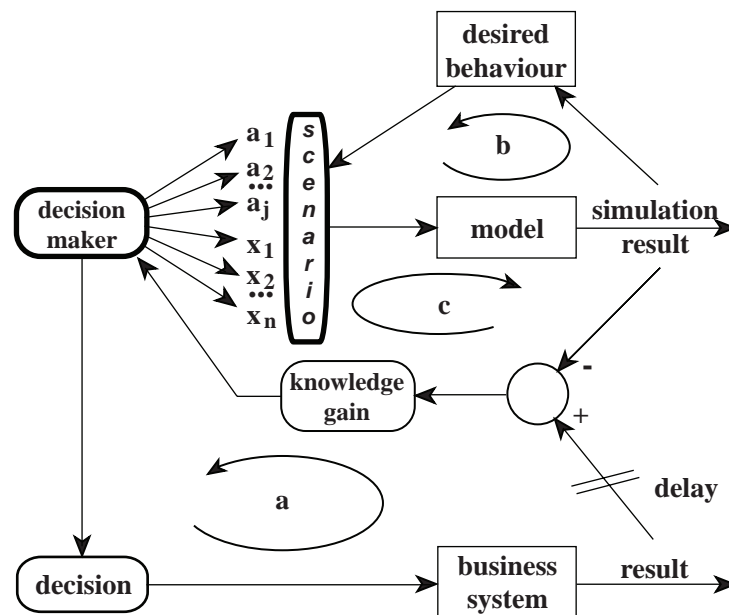 desired
behaviour
a1
a2
...
aj
x1
x2
...
xn
scenario
decision
maker
b
model
simulation
result
c
knowledge
gain
-
+
delay
a
decision
business
system
result